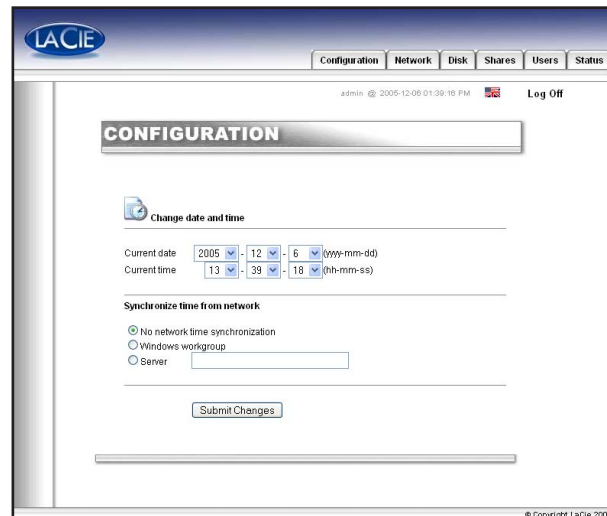 LACIE
Configuration Network Disk Shares Users Status
admin @ 2005-12-06 01:39:18 PM Log Off
CONFIGURATION
Change date and time
Current date 2005 - 12 - 6 (yyyy-mm-dd)
Current time 13 - 39 - 18 (hh-mm-ss)
Synchronize time from network
No network time synchronization
Windows workgroup
Server
Submit Changes
© Copyright LaCie 200